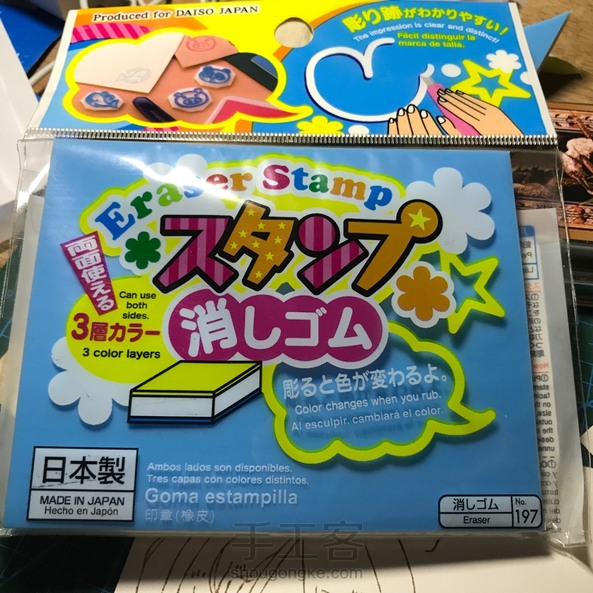 Produced for DAISO JAPAN
彫り跡がわかりやすい!
The impression is clear and distinct!
Fácil distinguir la
marca de talla.
Eraser Stamp
スタンプ
両面使える
Can use
both
sides.
3層カラー
3 color layers
消しゴム
彫ると色が変わるよ。
Color changes when you rub.
Al esculpir, cambiará el color.
日本製
MADE IN JAPAN
Hecho en Japón
Ambos lados son disponibles.
Tres capas con colores distintos.
Goma estampilla
印章(橡皮)
消しゴム
Eraser
No.
197
手工客
shougongke.com